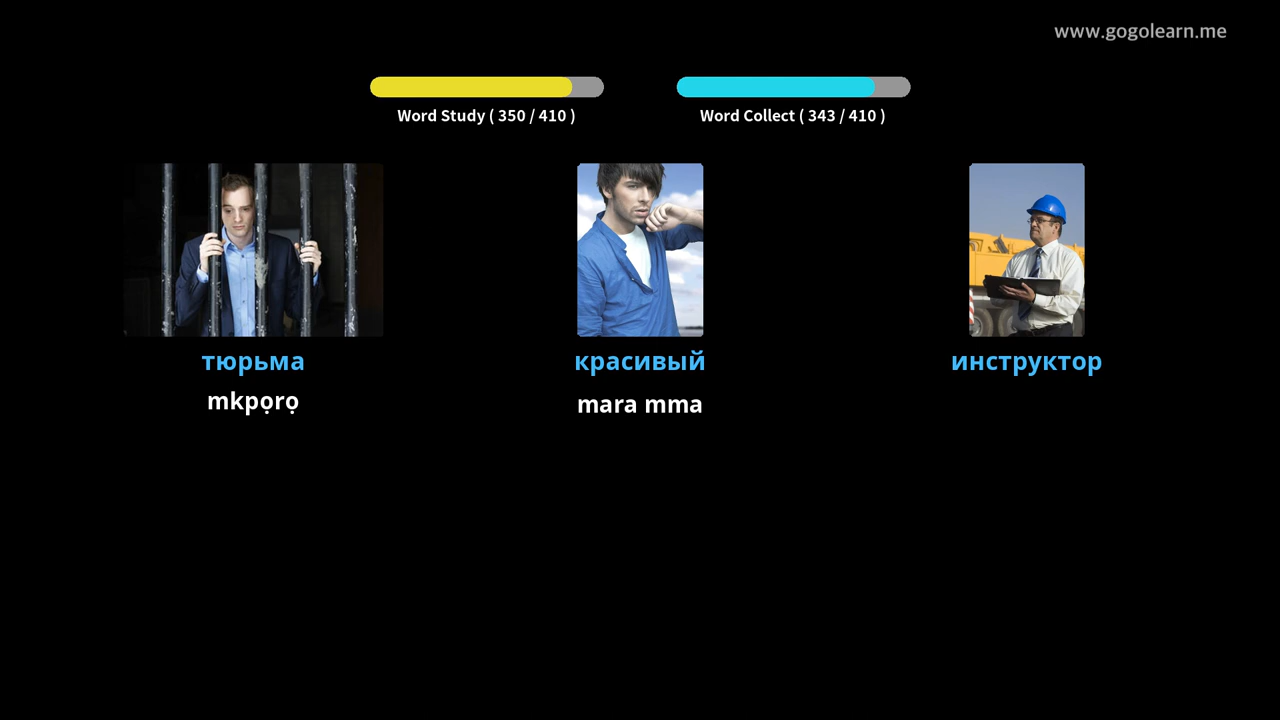 www.gogolearn.me
Word Study ( 350 / 410 )
Word Collect ( 343 / 410 )
тюрьма
mkpọrọ
красивый
mara mma
инструктор